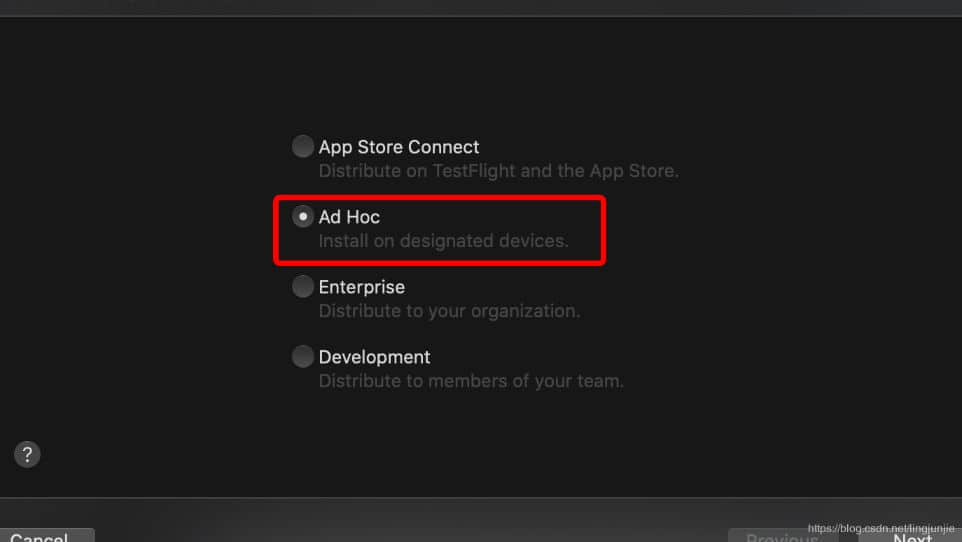 App Store Connect
Distribute on TestFlight and the App Store.
Ad Hoc
Install on designated devices.
Enterprise
Distribute to your organization.
Development
Distribute to members of your team.
?
Cancel
Previous
Next
https://blog.csdn.net/lingjunjie